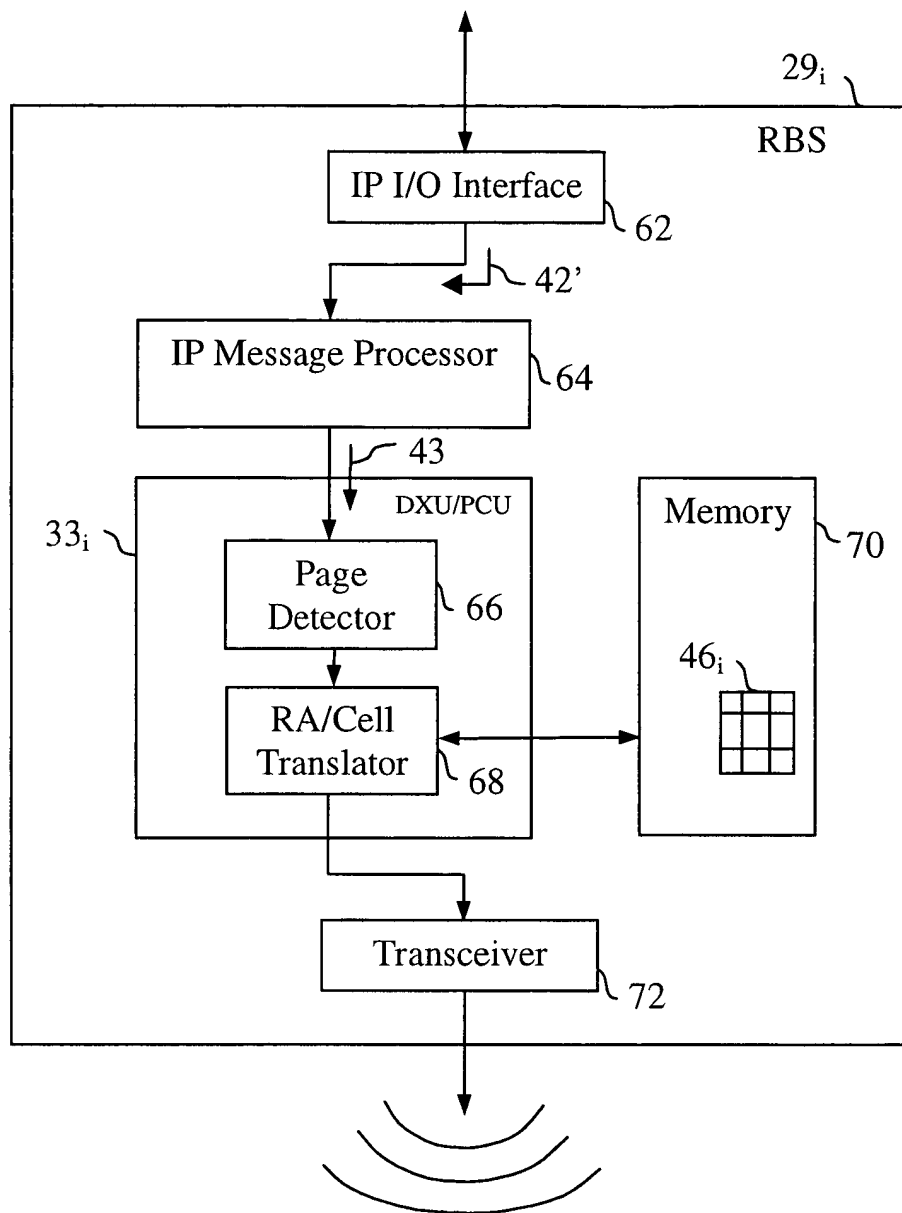 29i
RBS
IP I/O Interface
62
42’
IP Message Processor
64
43
DXU/PCU
33i
Page
Detector
66
RA/Cell
Translator
68
Memory
70
46i
Transceiver
72